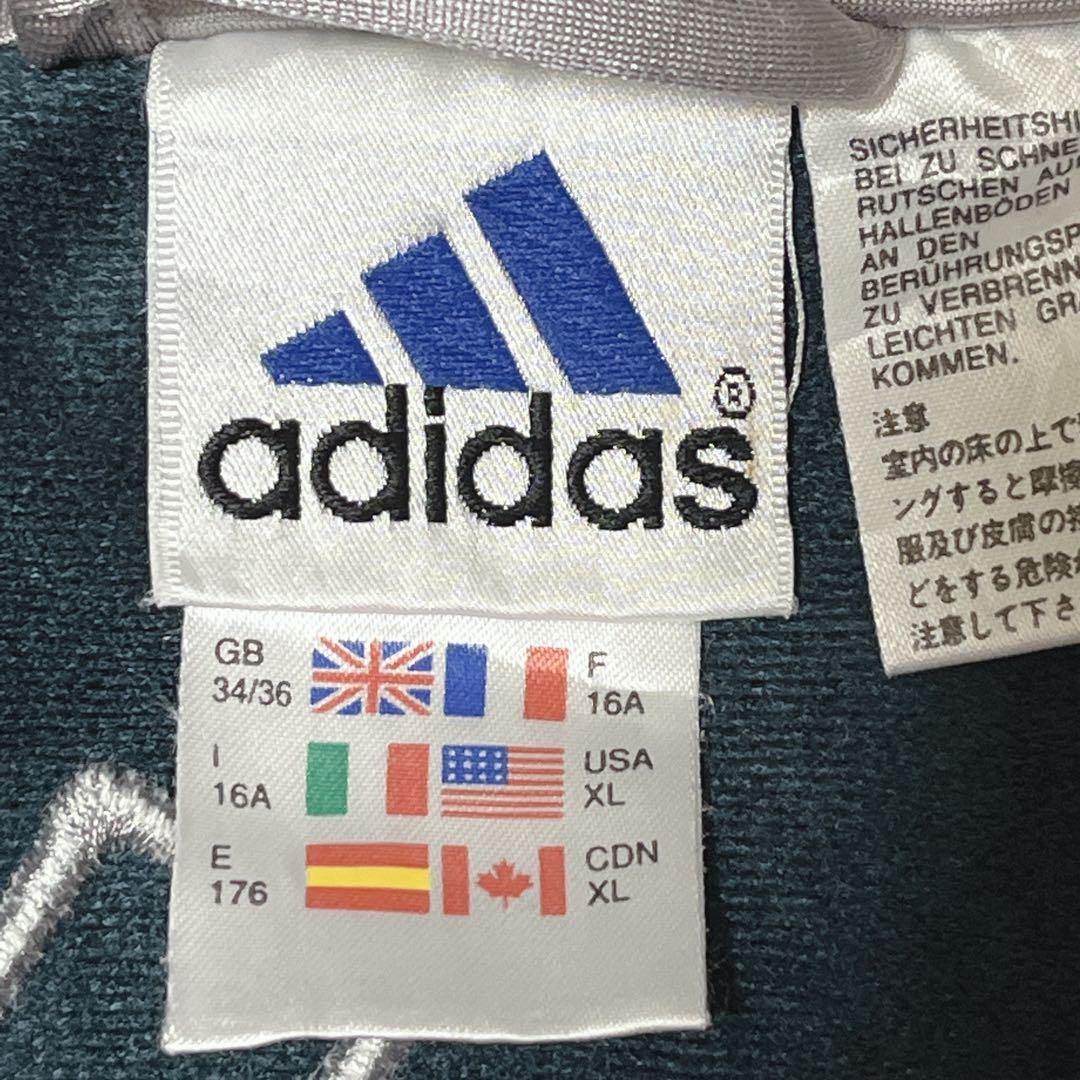 adidas®
GB
34/36
F
16A
I
16A
USA
XL
E
176
CDN
XL
SICHERHEITSHI
BEI ZU SCHNE
RUTSCHEN AU
HALLENBÖDEN
AN DEN
BERÜHRUNGSP
ZU VERBRENN
LEICHTEN GR
KOMMEN.
注意
室内の床の上で
ングすると摩擦
服及び皮膚の
どをする危険
注意して下さ